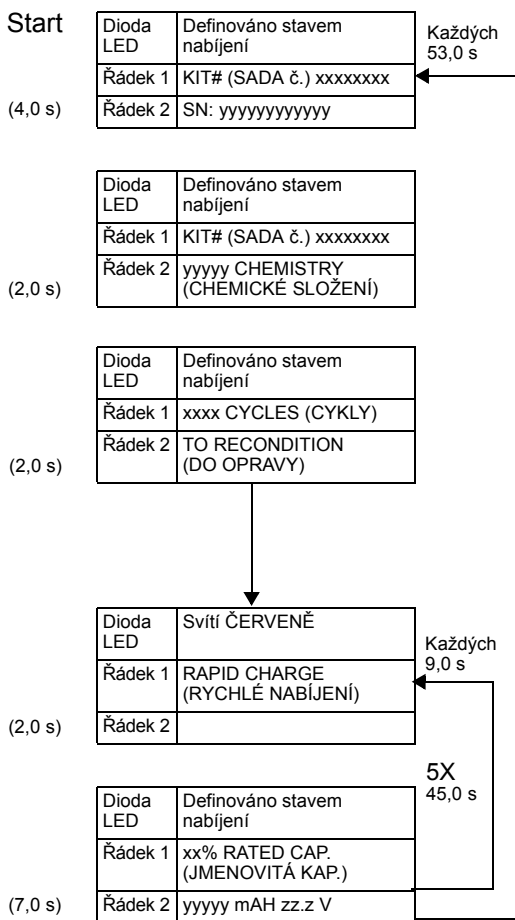 Start
Dioda LED
Definováno stavem nabíjení
Každých 53,0 s
Řádek 1
KIT# (SADA č.) xxxxxxxx
(4,0 s)
Řádek 2
SN: yyyyyyyyyyyy
Dioda LED
Definováno stavem nabíjení
Řádek 1
KIT# (SADA č.) xxxxxxxx
(2,0 s)
Řádek 2
yyyyy CHEMISTRY (CHEMICKÉ SLOŽENÍ)
Dioda LED
Definováno stavem nabíjení
Řádek 1
xxxx CYCLES (CYKLY)
(2,0 s)
Řádek 2
TO RECONDITION (DO OPRAVY)
Dioda LED
Svítí ČERVENĚ
Každých 9,0 s
Řádek 1
RAPID CHARGE (RYCHLÉ NABÍJENÍ)
(2,0 s)
Řádek 2
5X
45,0 s
Dioda LED
Definováno stavem nabíjení
Řádek 1
xx% RATED CAP. (JMENOVITÁ KAP.)
(7,0 s)
Řádek 2
yyyyy mAH zz.z V